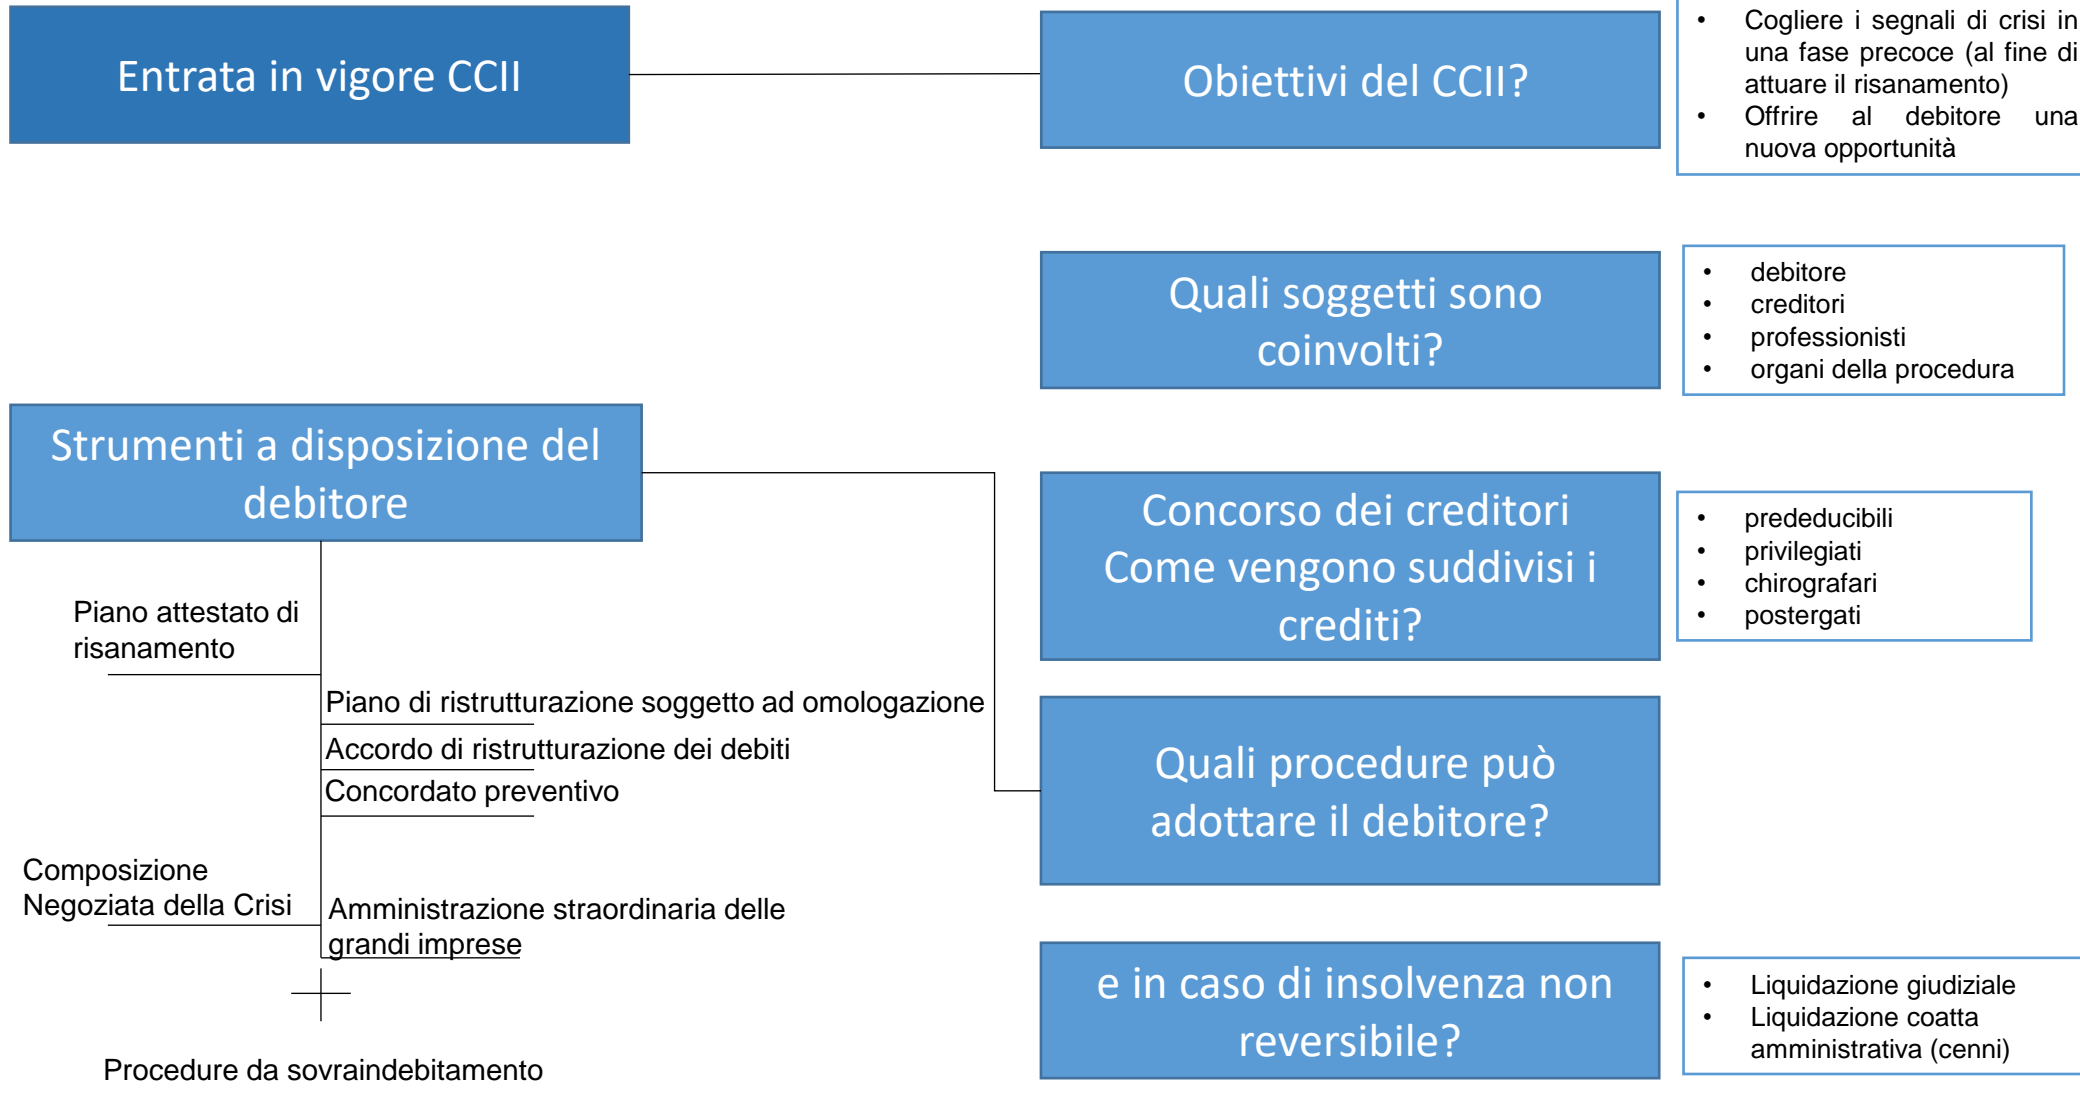 Entrata in vigore CCII
Obiettivi del CCII?
• Cogliere i segnali di crisi in
una fase precoce (al fine di
attuare il risanamento)
• Offrire al debitore una
nuova opportunità
Quali soggetti sono
coinvolti?
• debitore
• creditori
• professionisti
• organi della procedura
Strumenti a disposizione del
debitore
Concorso dei creditori
Come vengono suddivisi i
crediti?
• prededucibili
• privilegiati
• chirografari
• postergati
Piano attestato di
risanamento
Piano di ristrutturazione soggetto ad omologazione
Accordo di ristrutturazione dei debiti
Concordato preventivo
Quali procedure può
adottare il debitore?
Composizione
Negoziata della Crisi
Amministrazione straordinaria delle
grandi imprese
e in caso di insolvenza non
reversibile?
• Liquidazione giudiziale
• Liquidazione coatta
amministrativa (cenni)
Procedure da sovraindebitamento